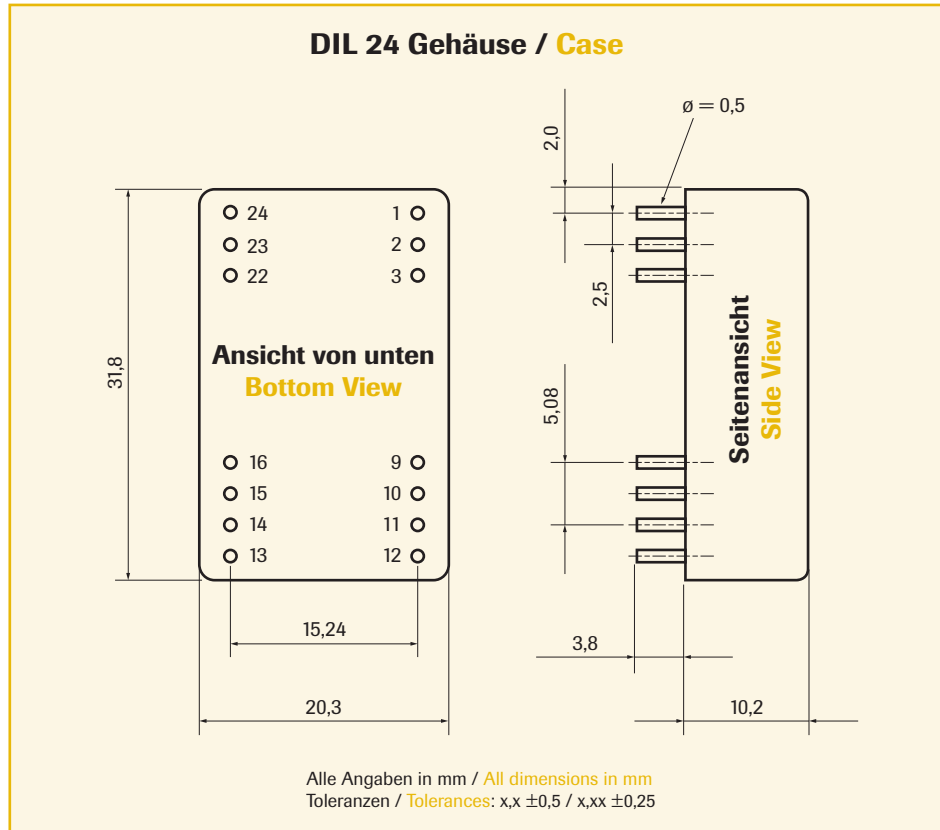 DIL 24 Gehäuse / Case
ø = 0,5
2,0
24 1
23 2
22 3
2,5
31,8
Ansicht von unten
Bottom View
Seitenansicht
Side View
5,08
16 9
15 10
14 11
13 12
15,24
3,8
20,3
10,2
Alle Angaben in mm / All dimensions in mm
Toleranzen / Tolerances: x,x ±0,5 / x,xx ±0,25